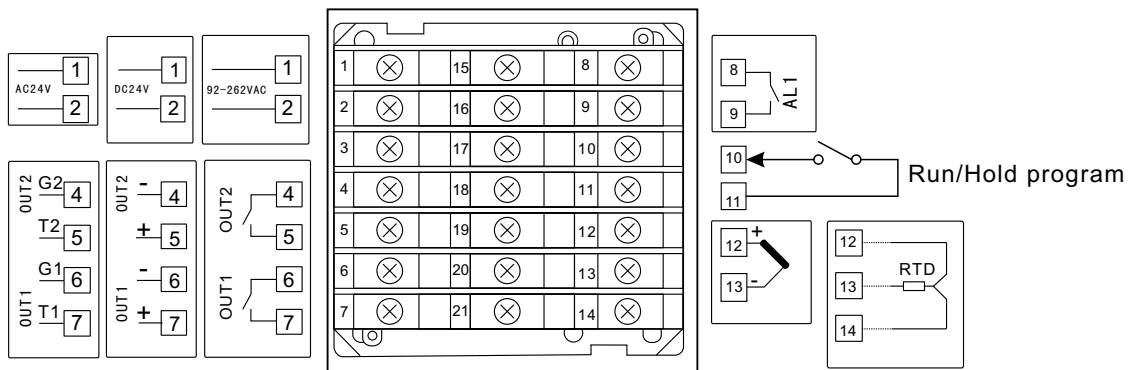 1
AC24V
2
1
DC24V
2
1
92-262VAC
2
OUT2
G2
4
T2
5
OUT1
G1
6
T1
7
OUT2
-
4
+
5
OUT1
-
6
+
7
OUT2
4
5
OUT1
6
7
1 15 8
2 16 9
3 17 10
4 18 11
5 19 12
6 20 13
7 21 14
8
AL1
9
10
Run/Hold program
11
12 +
13 -
12
RTD
13
14